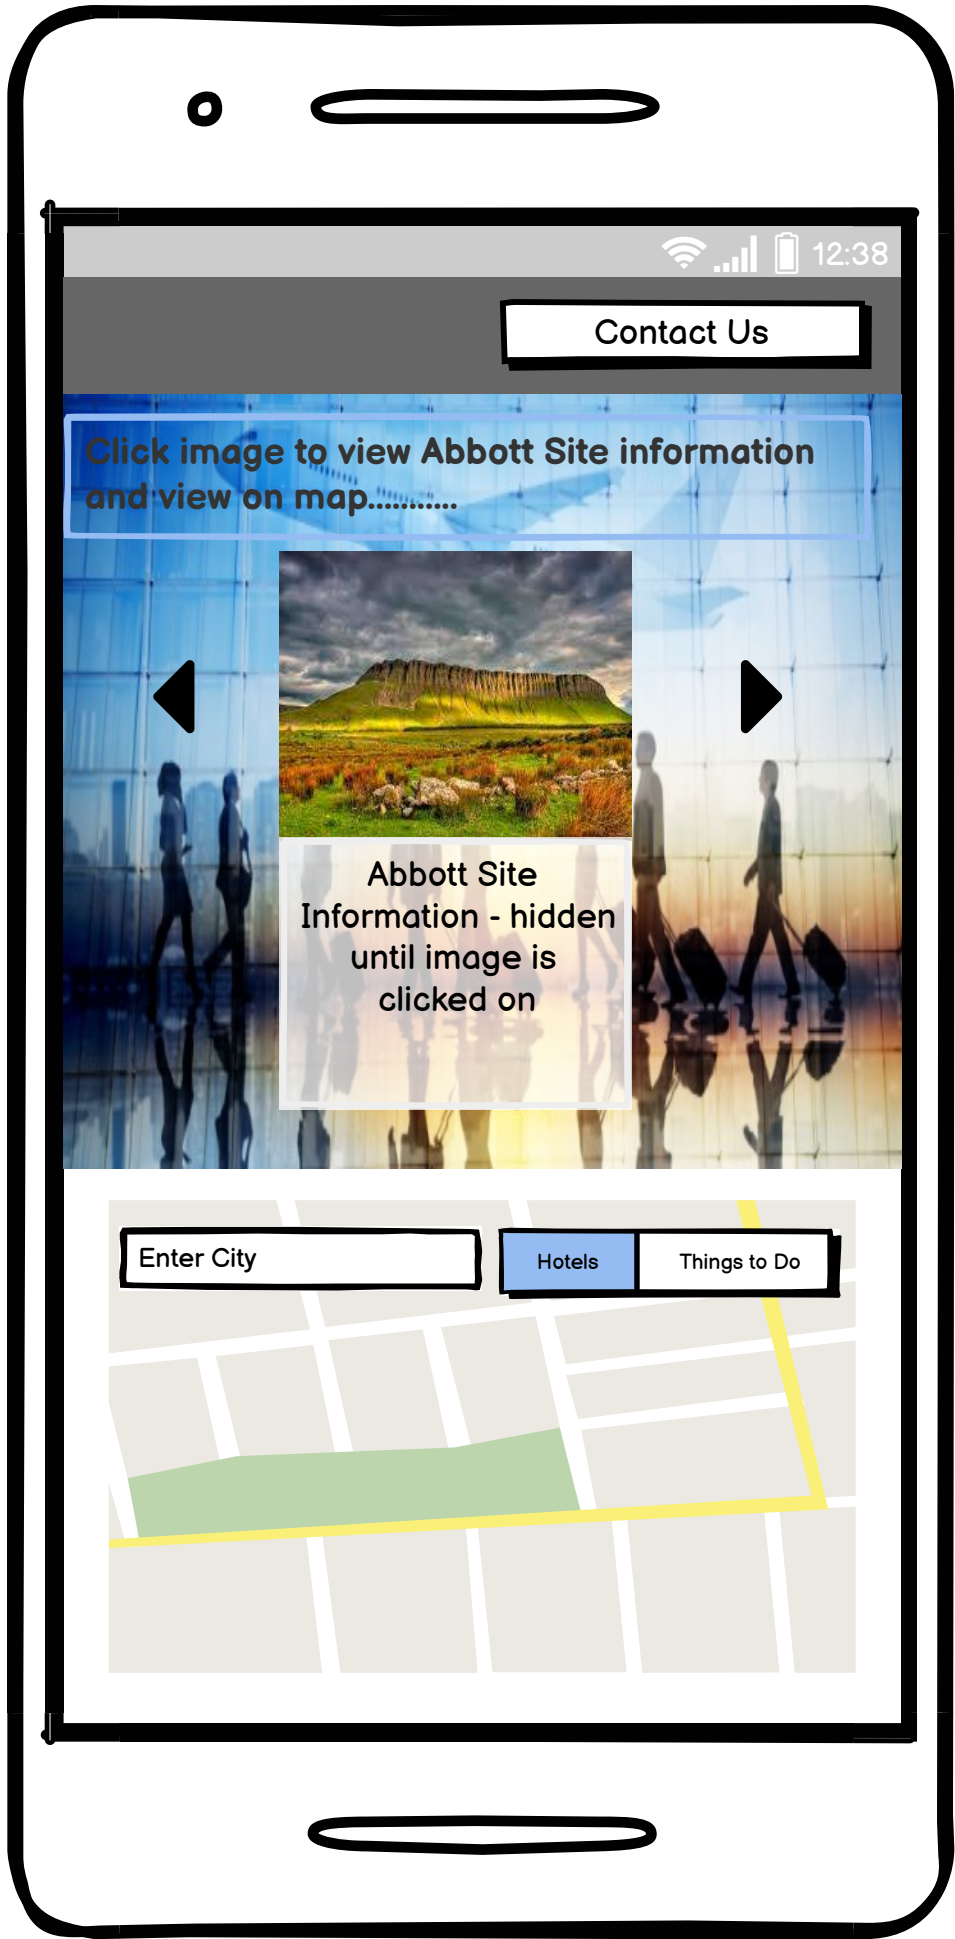 12:38
Contact Us
Click image to view Abbott Site information
and view on map...........
Abbott Site
Information - hidden
until image is
clicked on
Enter City
Hotels
Things to Do